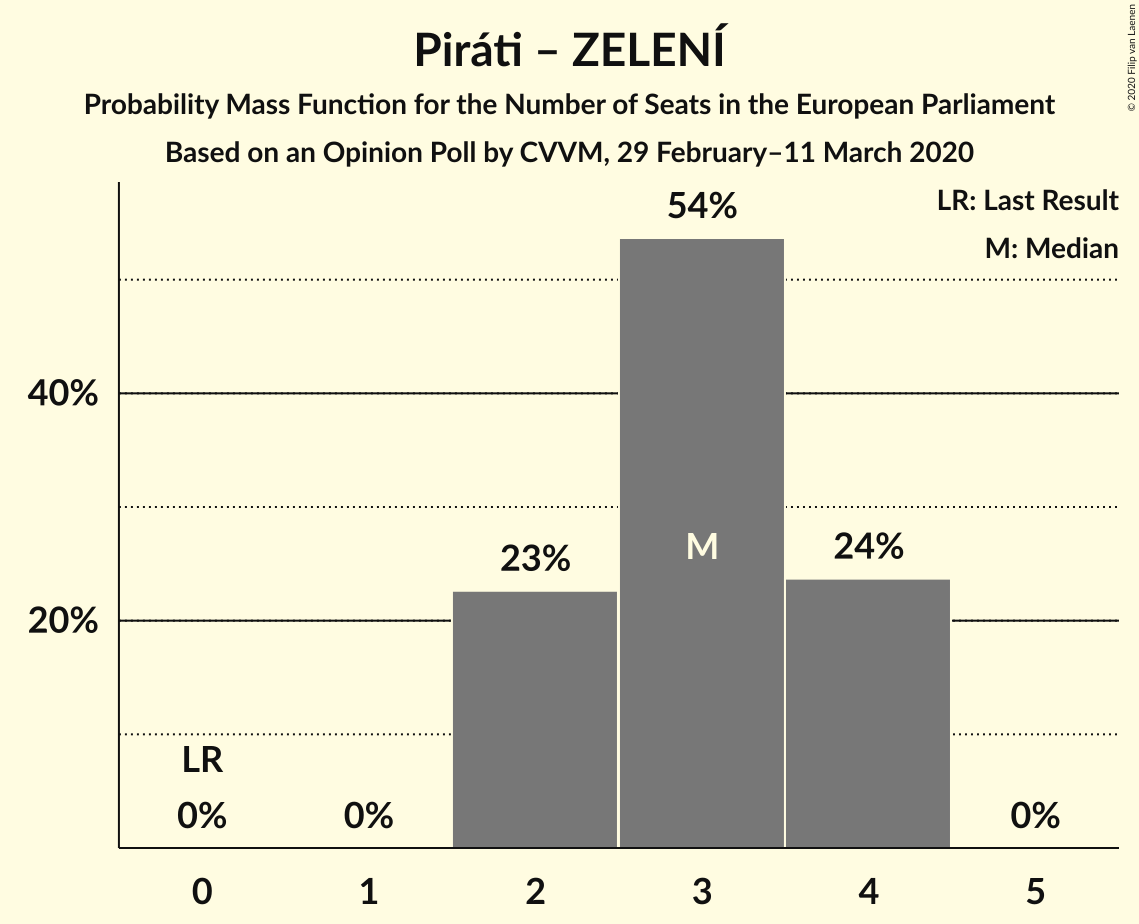 Piráti – ZELENÍ
Probability Mass Function for the Number of Seats in the European Parliament
Based on an Opinion Poll by CVVM, 29 February–11 March 2020
© 2020 Filip van Laenen
LR: Last Result
M: Median
54%
40%
24%
23%
M
20%
LR
0%
0%
0%
0
1
2
3
4
5